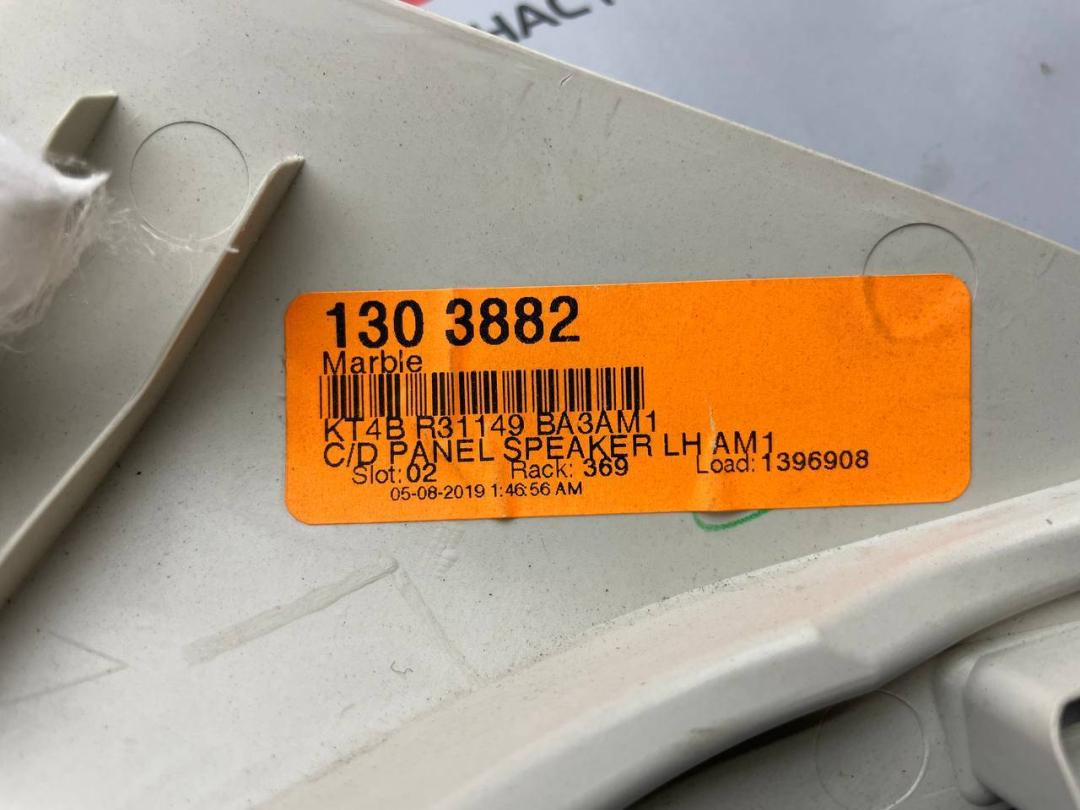 НАСТ
130 3882
Marble
KT4B R31149 BA3AM1
C/D PANEL SPEAKER LH AM1
Slot: 02 Rack: 369 Load: 1396908
05-08-2019 1:46:56 AM